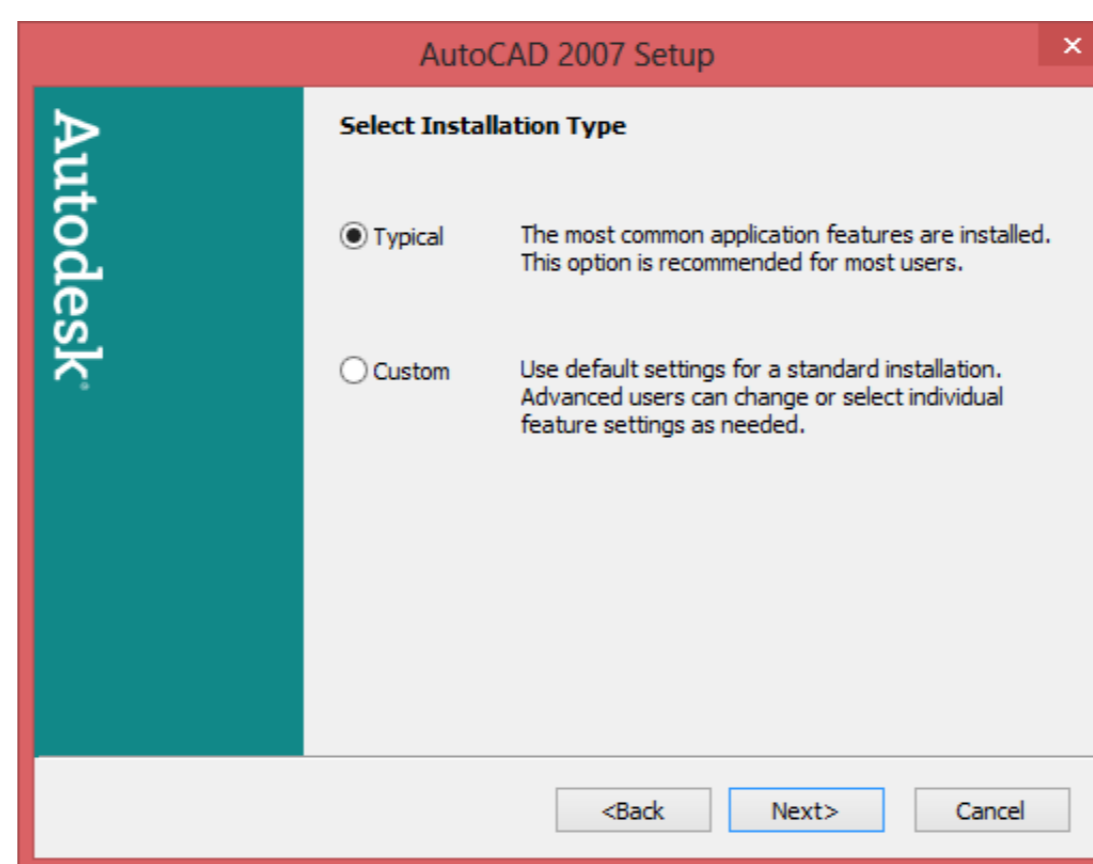 AutoCAD 2007 Setup
Autodesk®
Select Installation Type
Typical
The most common application features are installed.
This option is recommended for most users.
Custom
Use default settings for a standard installation.
Advanced users can change or select individual
feature settings as needed.
<Back
Next>
Cancel